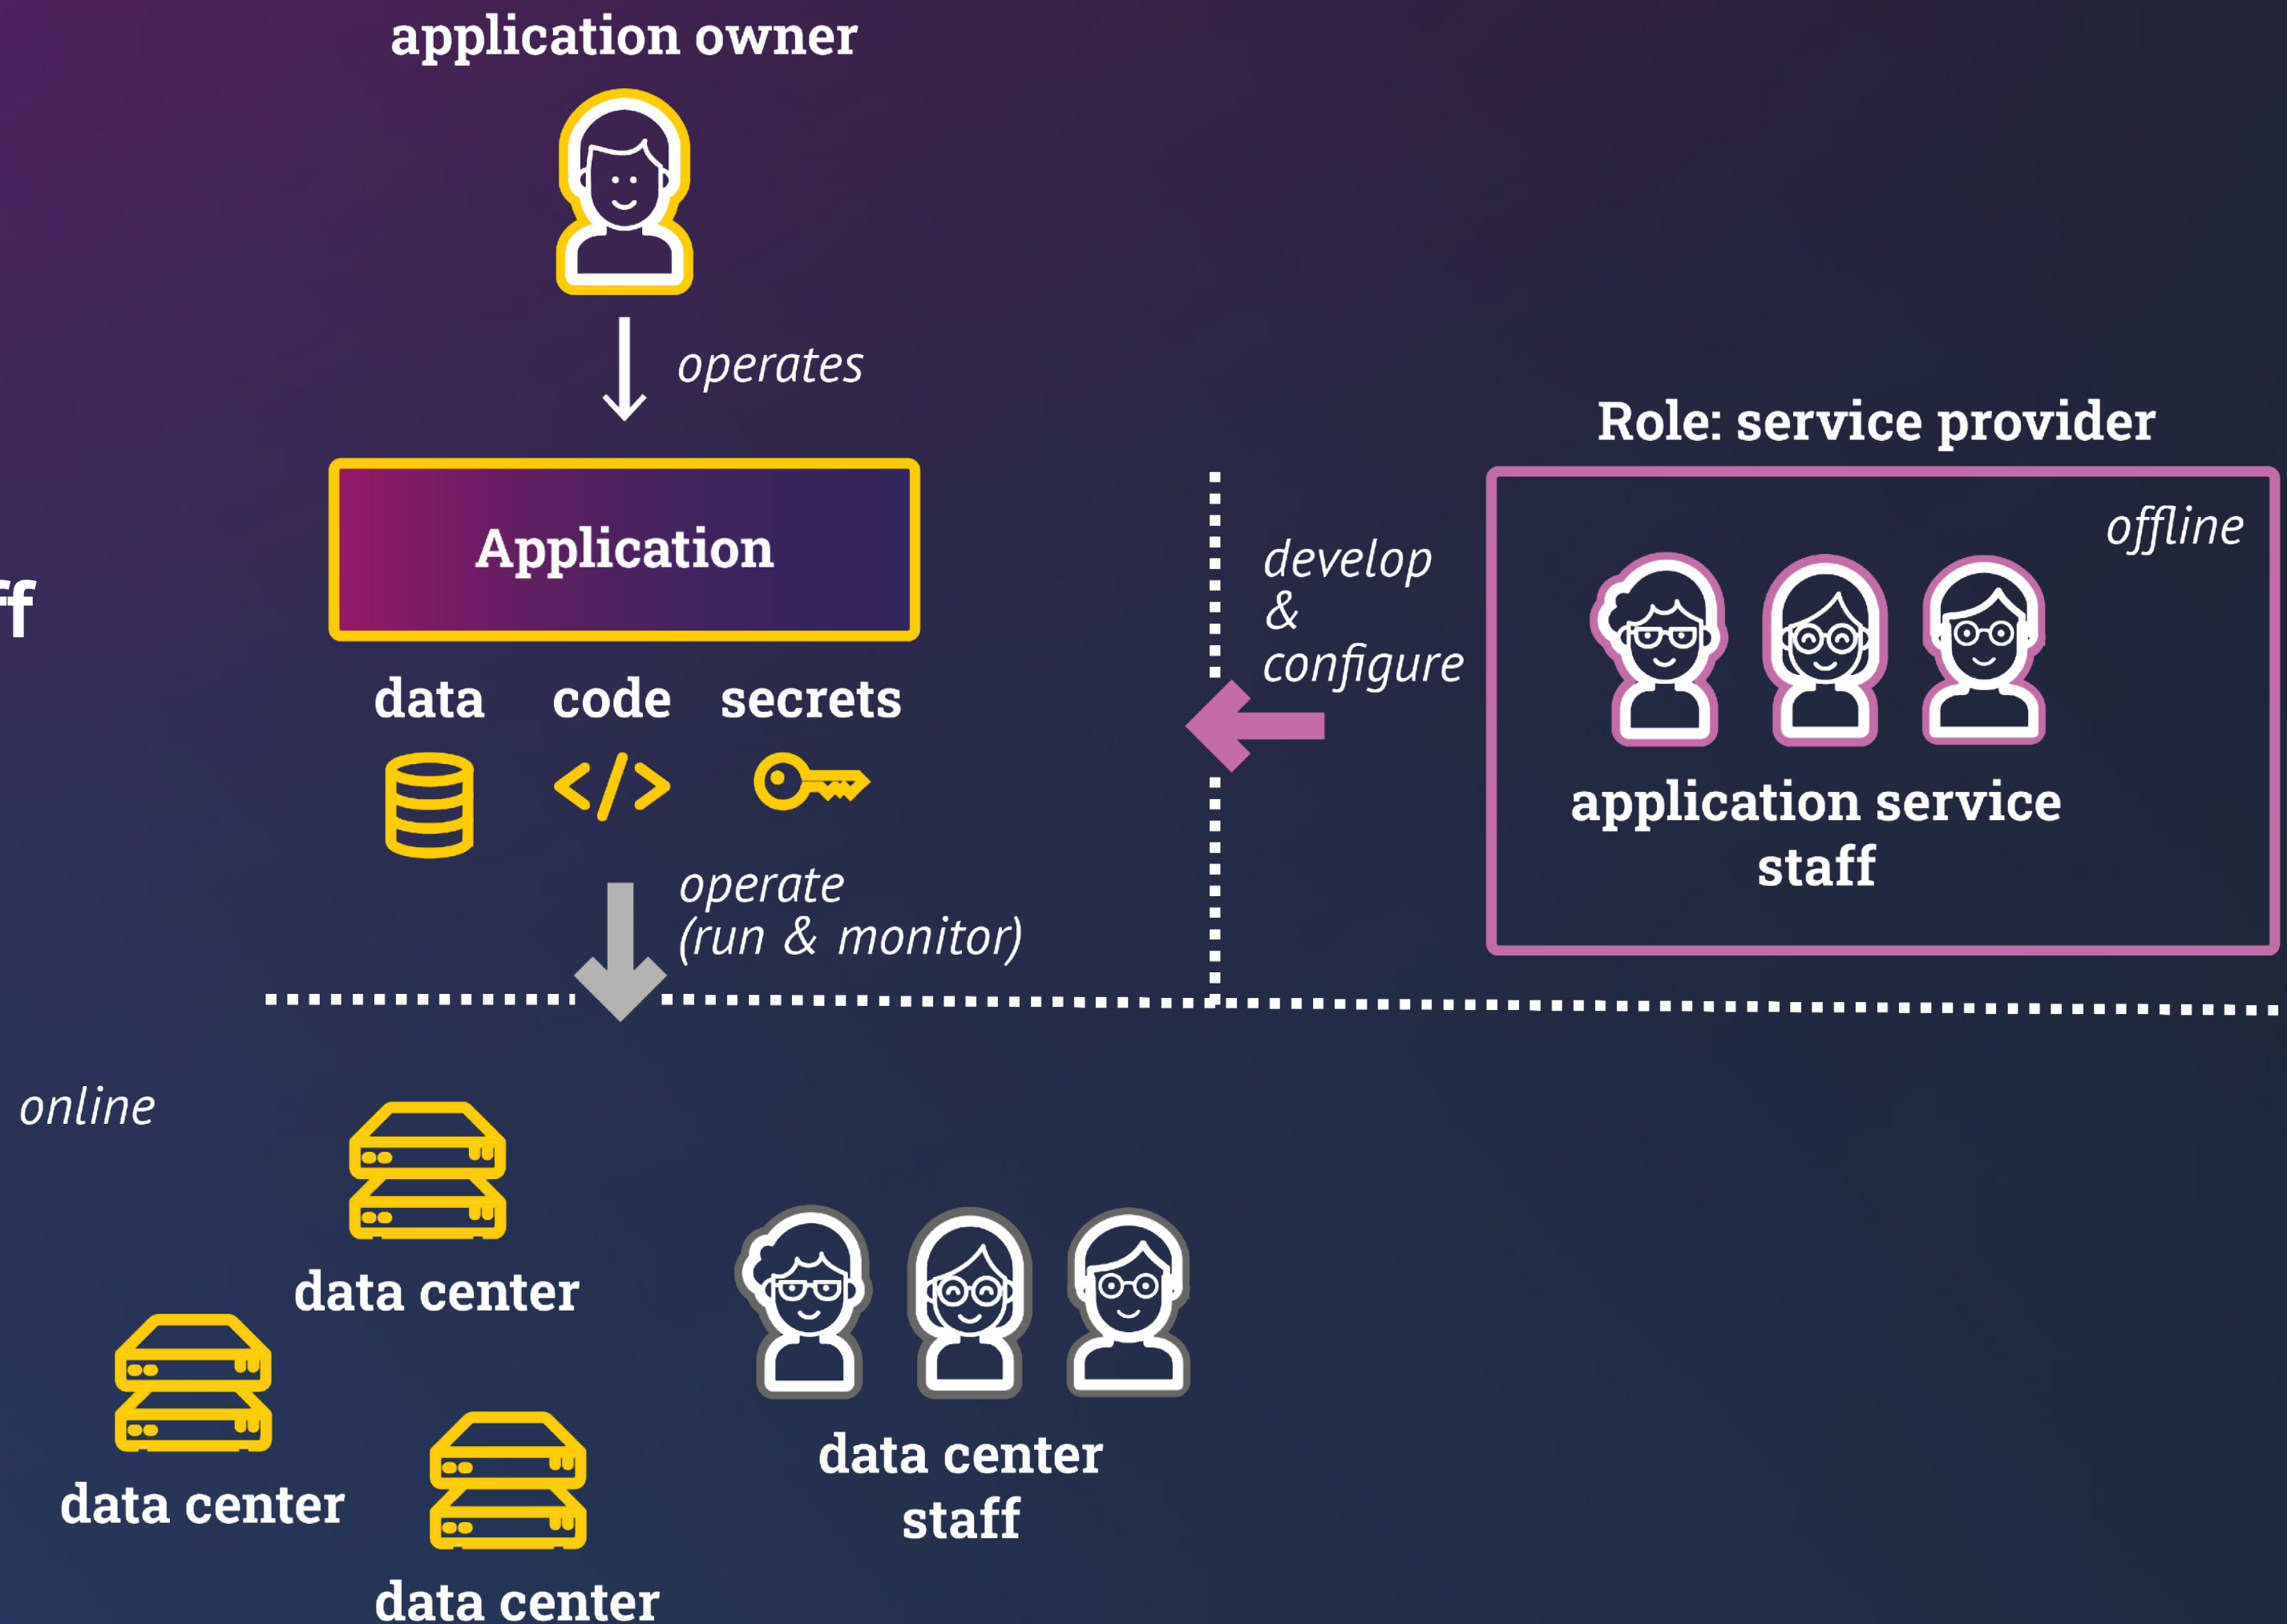 application owner
operates
Role: service provider
offline
Application
develop
&
configure
ff
data code secrets
application service
staff
operate
(run & monitor)
online
data center
data center
data center
staff
data center